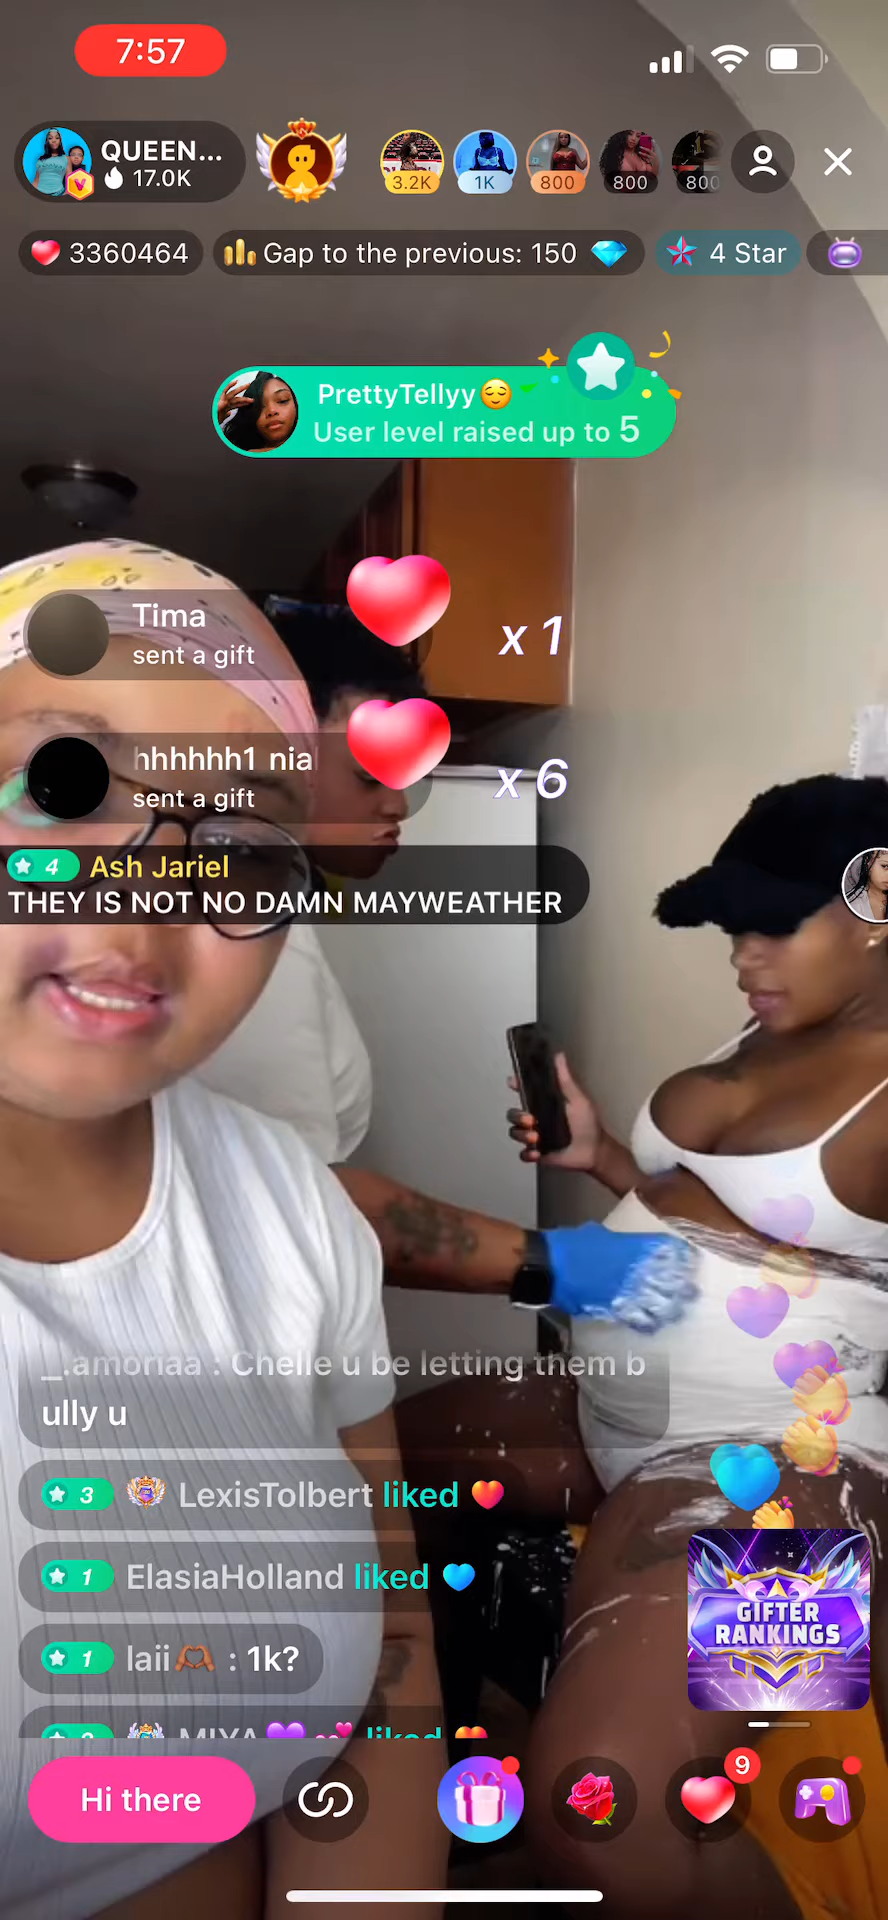 7:57
QUEEN...
17.0K
3.2K
1K
800
800
800
3360464
Gap to the previous: 150
4 Star
PrettyTellyy😌
User level raised up to 5
Tima
sent a gift
x 1
hhhhhh1 nia
sent a gift
x 6
4 Ash Jariel
THEY IS NOT NO DAMN MAYWEATHER
_.amoriaa : Chelle u be letting them b
ully u
3 LexisTolbert liked
1 ElasiaHolland liked
1 laii🫶🏾 : 1k?
MIYA💜💕 liked
GIFTER
RANKINGS
Hi there
9